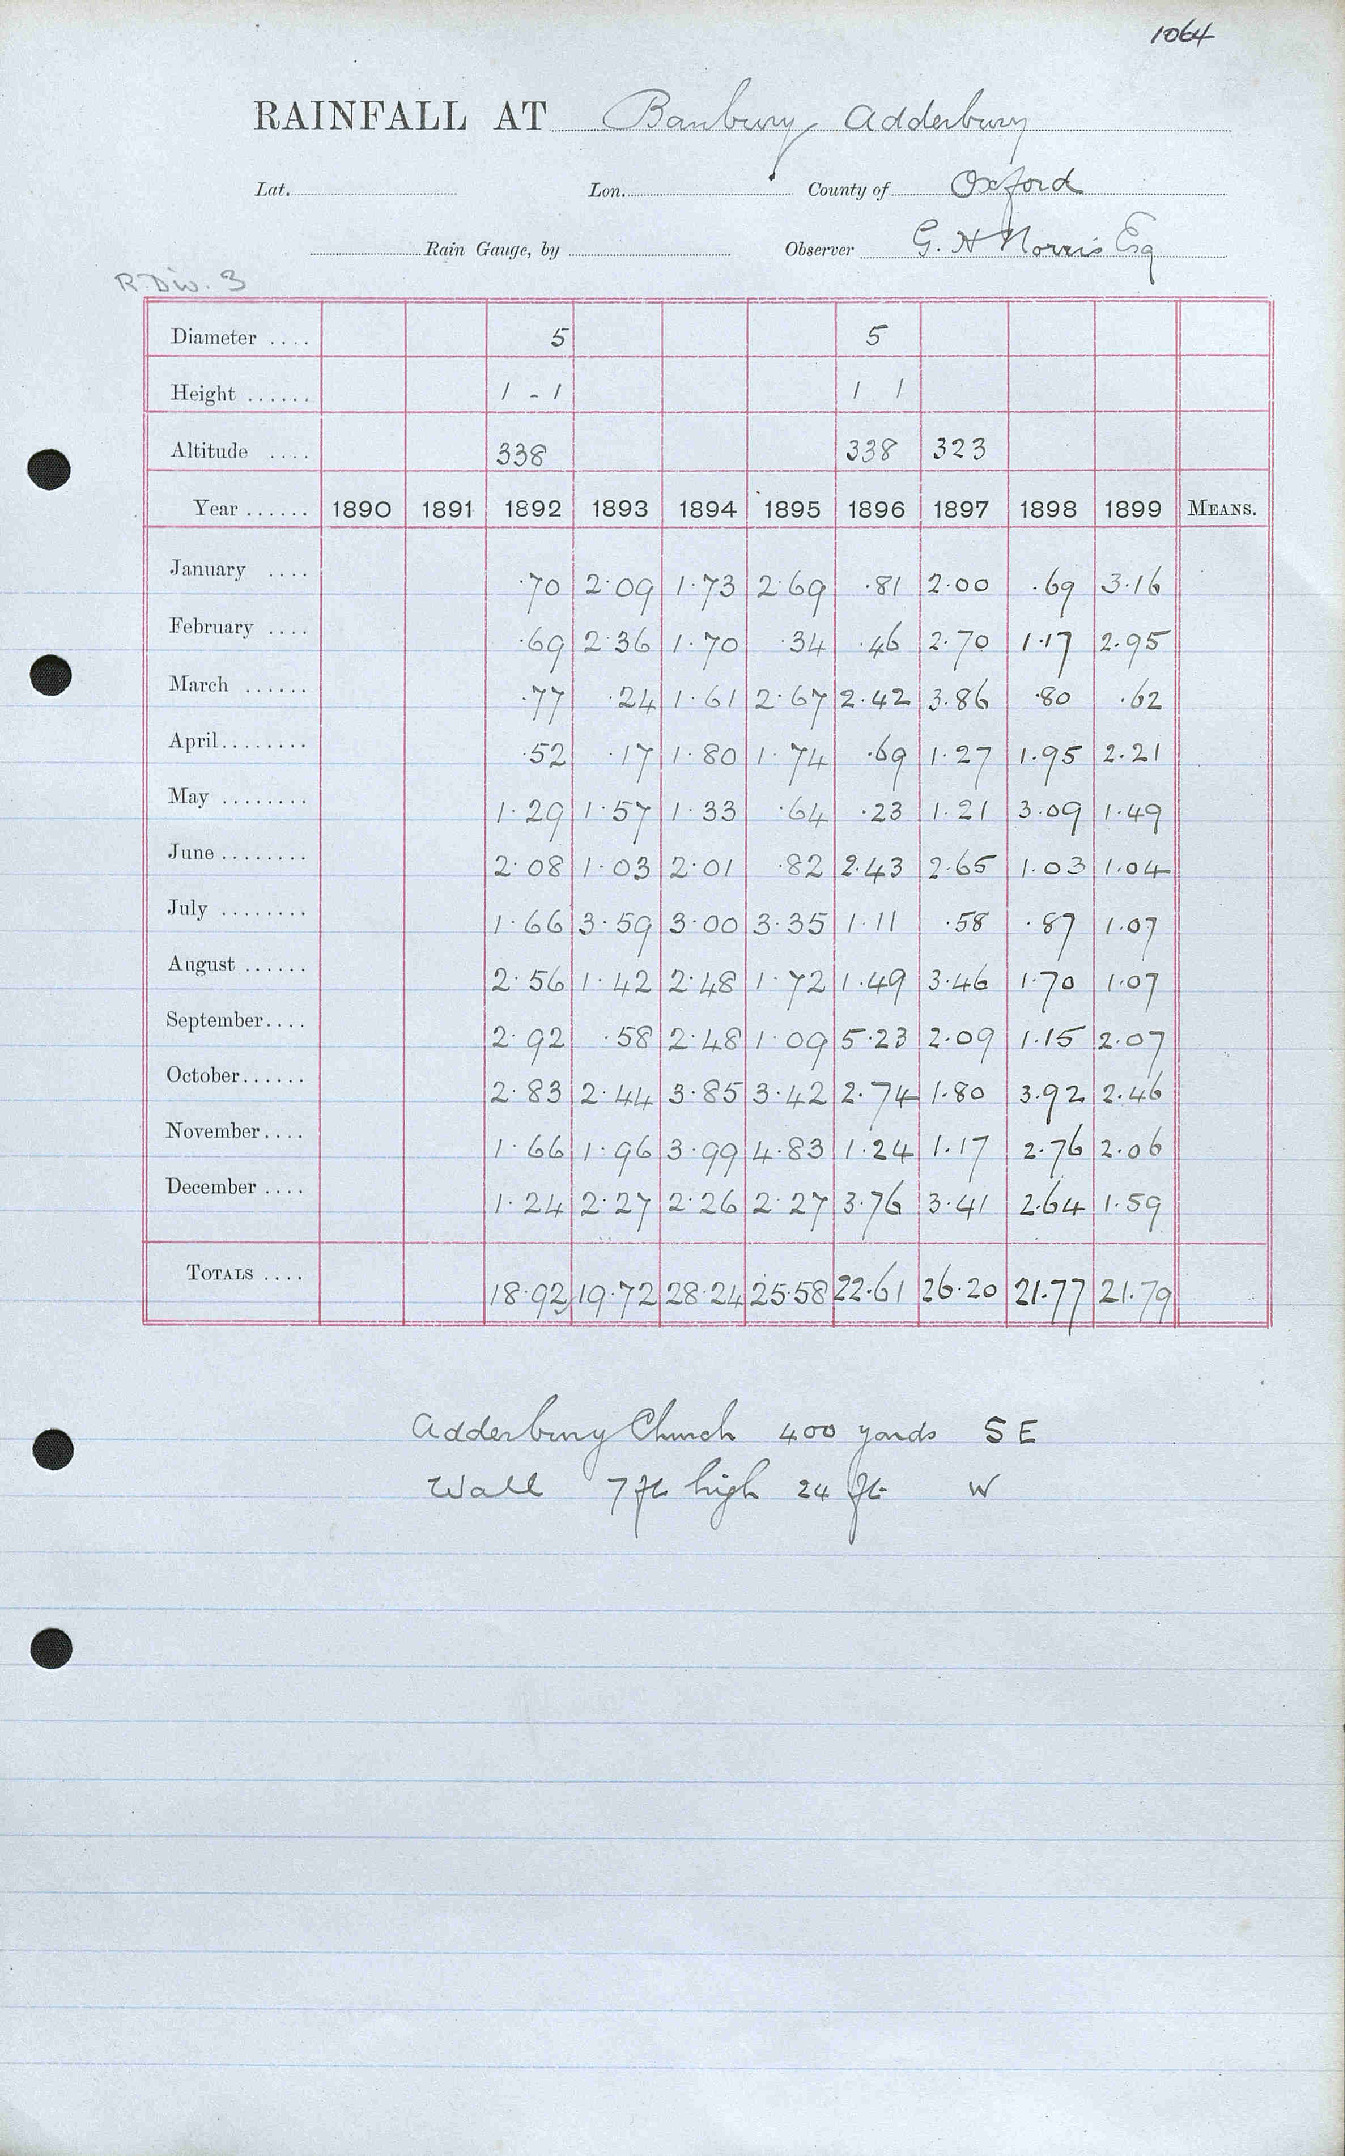 1064
RAINFALL AT Banbury, Adderbury
Lat. Lon. County of Oxford
Rain Gauge, by Observer G. H Norris Esq
R. Div. 3
Diameter .... 5 5
Height ...... 1 - 1 1 1
Altitude .... 338 338 323
Year ...... 1890 1891 1892 1893 1894 1895 1896 1897 1898 1899 MEANS.
January .... ·70 2·09 1·73 2·69 ·81 2·00 ·69 3·16
February .... ·69 2·36 1·70 ·34 ·46 2·70 1·17 2·95
March ...... ·77 ·24 1·61 2·67 2·42 3·86 ·80 ·62
April........ ·52 ·17 1·80 1·74 ·69 1·27 1·95 2·21
May ........ 1·29 1·57 1·33 ·64 ·23 1·21 3·09 1·49
June ........ 2·08 1·03 2·01 ·82 2·43 2·65 1·03 1·04
July ........ 1·66 3·59 3·00 3·35 1·11 ·58 ·87 1·07
August ...... 2·56 1·42 2·48 1·72 1·49 3·46 1·70 1·07
September.... 2·92 ·58 2·48 1·09 5·23 2·09 1·15 2·07
October...... 2·83 2·44 3·85 3·42 2·74 1·80 3·92 2·46
November.... 1·66 1·96 3·99 4·83 1·24 1·17 2·76 2·06
December .... 1·24 2·27 2·26 2·27 3·76 3·41 2·64 1·59
TOTALS .... 18·92 19·72 28·24 25·58 22·61 26·20 21·77 21·79
Adderbury Church 400 yards S E
Wall 7 ft high 24 ft W